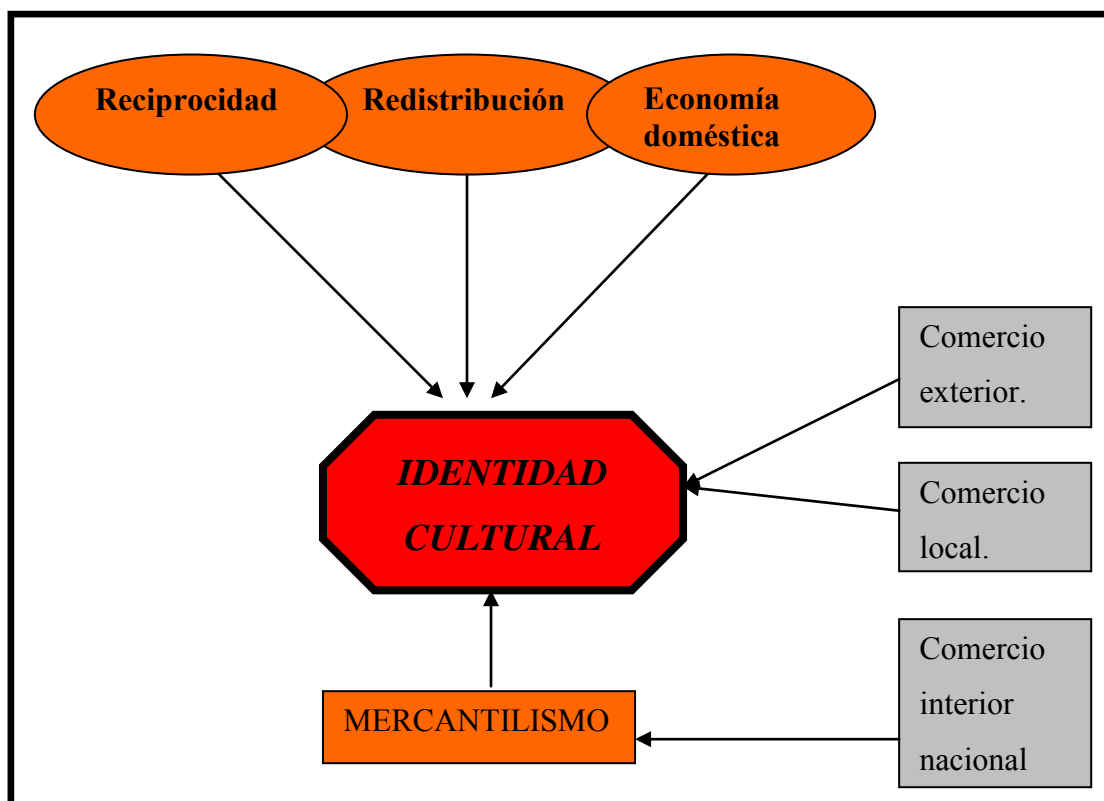 Reciprocidad
Redistribución
Economía
doméstica
Comercio
exterior.
IDENTIDAD
CULTURAL
Comercio
local.
Comercio
interior
nacional
MERCANTILISMO